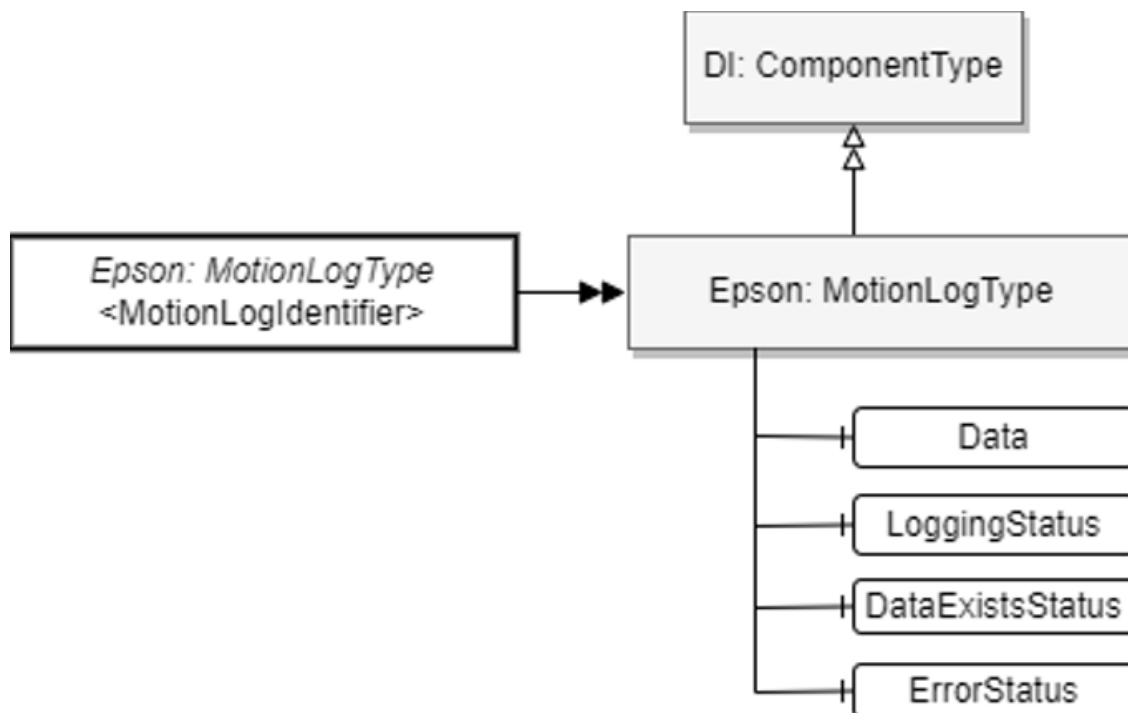 DI: ComponentType
Epson: MotionLogType
<MotionLogIdentifier>
Epson: MotionLogType
Data
LoggingStatus
DataExistsStatus
ErrorStatus